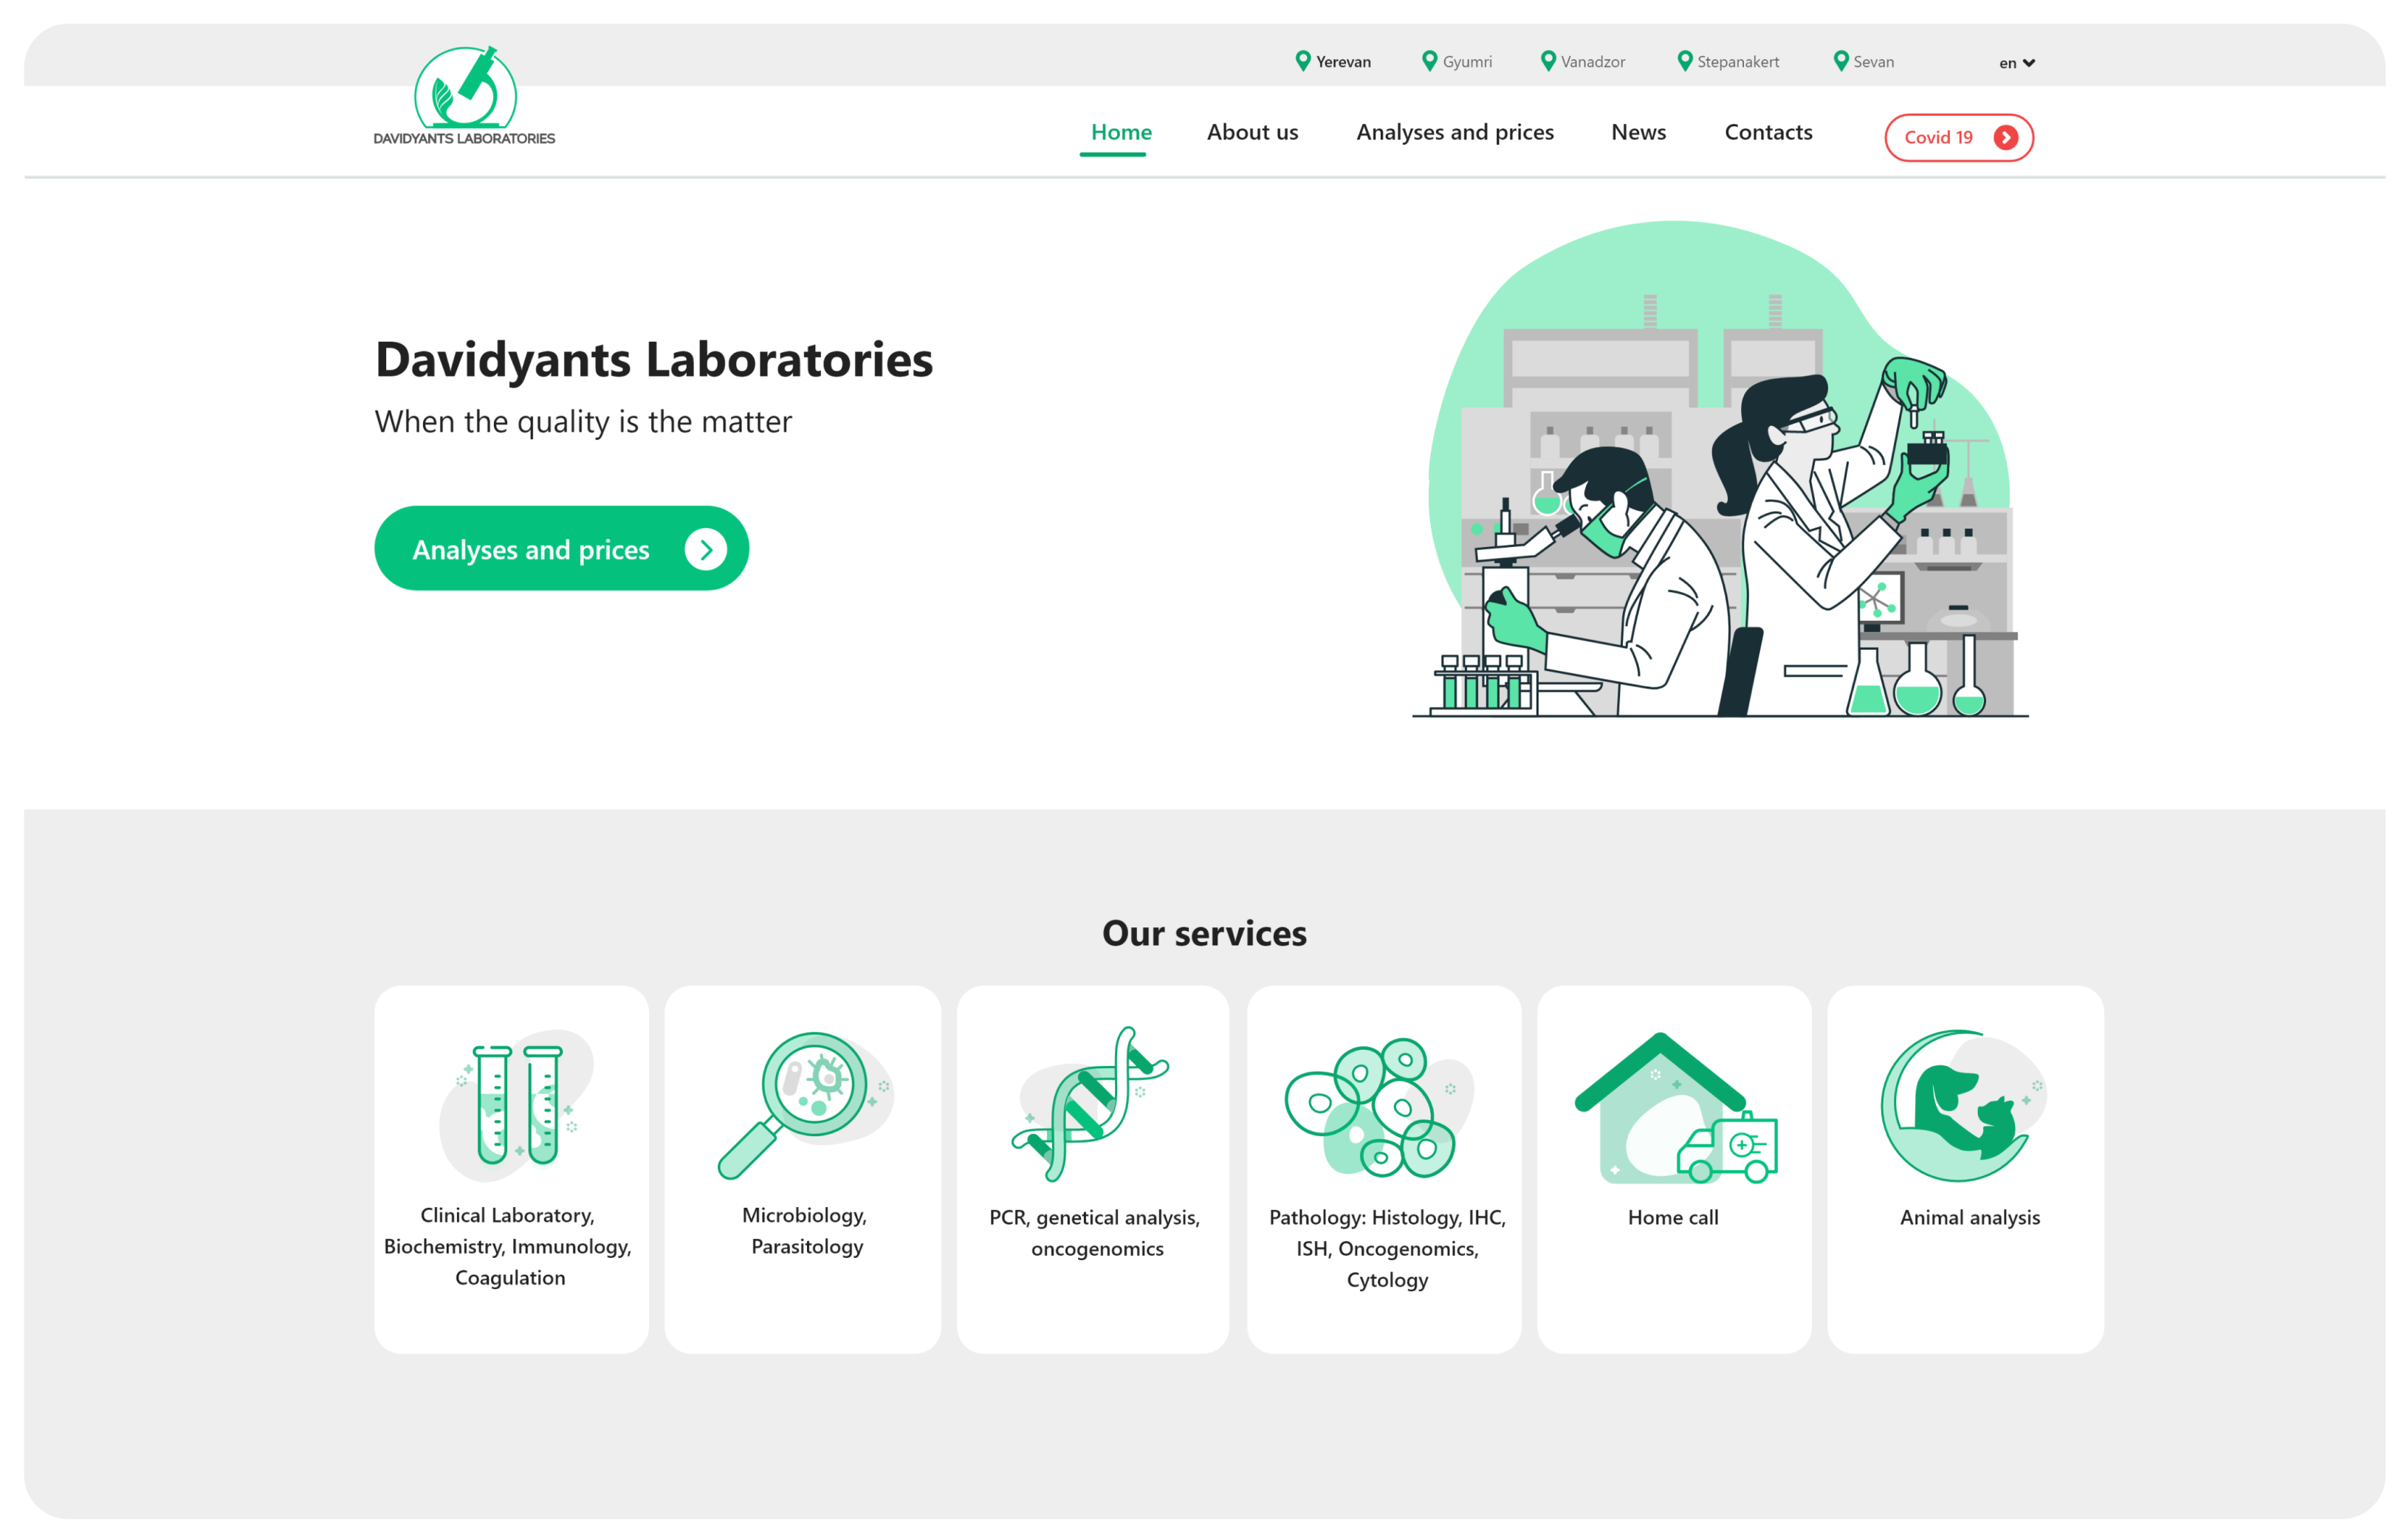 Yerevan Gyumri Vanadzor Stepanakert Sevan en
DAVIDYANTS LABORATORIES
Home About us Analyses and prices News Contacts Covid 19
Davidyants Laboratories
When the quality is the matter
Analyses and prices
Our services
Clinical Laboratory,
Biochemistry, Immunology,
Coagulation
Microbiology,
Parasitology
PCR, genetical analysis,
oncogenomics
Pathology: Histology, IHC,
ISH, Oncogenomics,
Cytology
Home call
Animal analysis